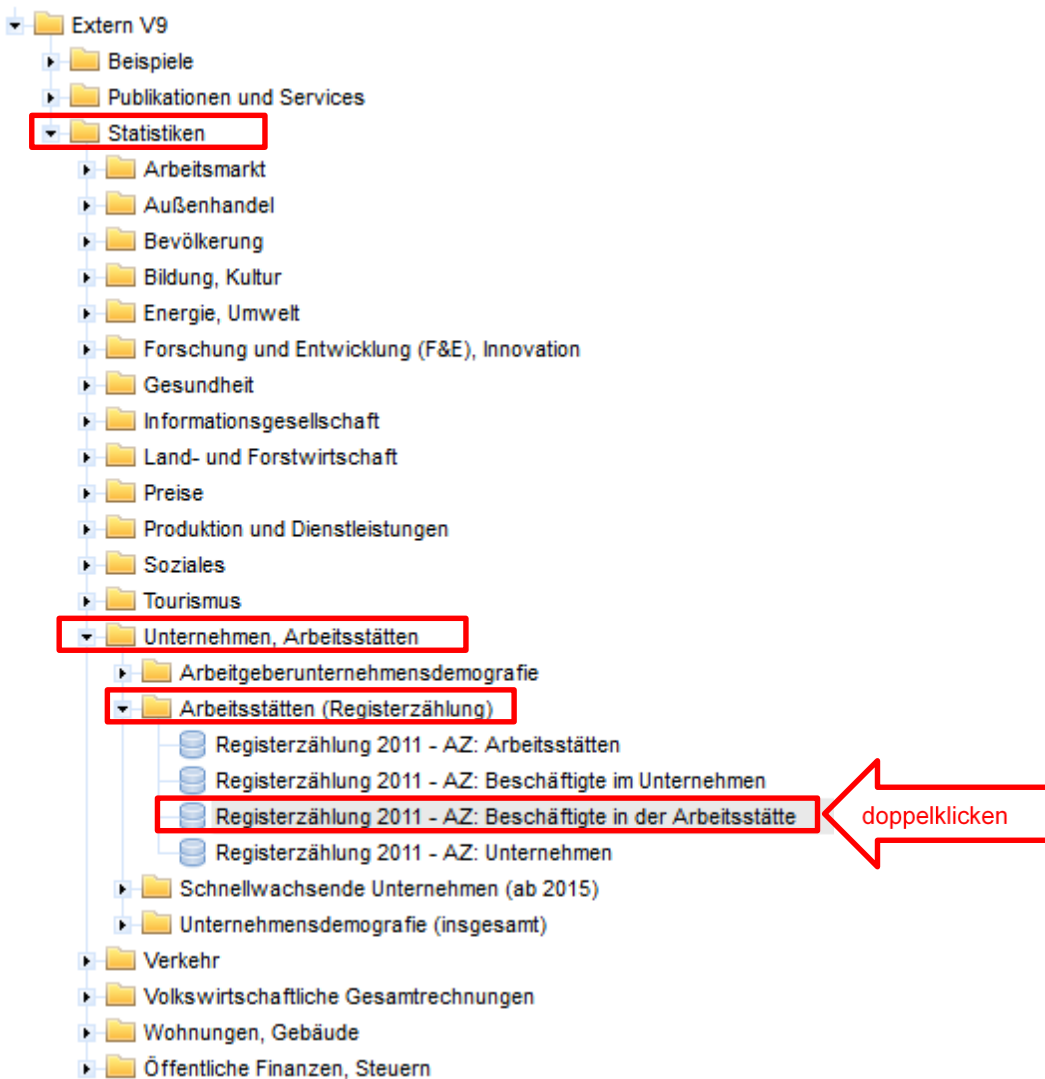 Extern V9
Beispiele
Publikationen und Services
Statistiken
Arbeitsmarkt
Außenhandel
Bevölkerung
Bildung, Kultur
Energie, Umwelt
Forschung und Entwicklung (F&E), Innovation
Gesundheit
Informationsgesellschaft
Land- und Forstwirtschaft
Preise
Produktion und Dienstleistungen
Soziales
Tourismus
Unternehmen, Arbeitsstätten
Arbeitgeberunternehmensdemografie
Arbeitsstätten (Registerzählung)
Registerzählung 2011 - AZ: Arbeitsstätten
Registerzählung 2011 - AZ: Beschäftigte im Unternehmen
Registerzählung 2011 - AZ: Beschäftigte in der Arbeitsstätte doppelklicken
Registerzählung 2011 - AZ: Unternehmen
Schnellwachsende Unternehmen (ab 2015)
Unternehmensdemografie (insgesamt)
Verkehr
Volkswirtschaftliche Gesamtrechnungen
Wohnungen, Gebäude
Öffentliche Finanzen, Steuern